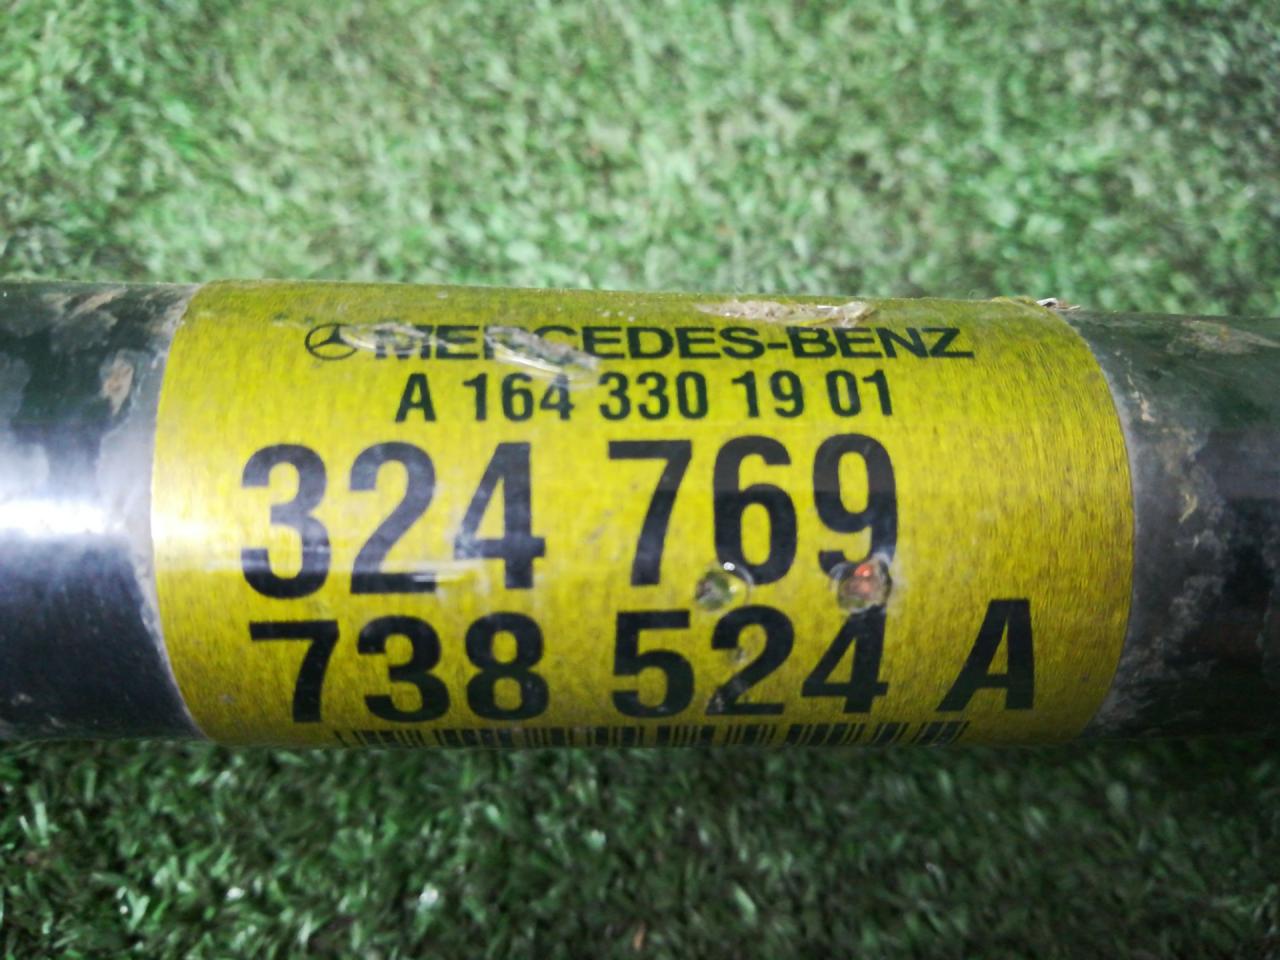 MERCEDES-BENZ
A 164 330 19 01
324 769
738 524 A